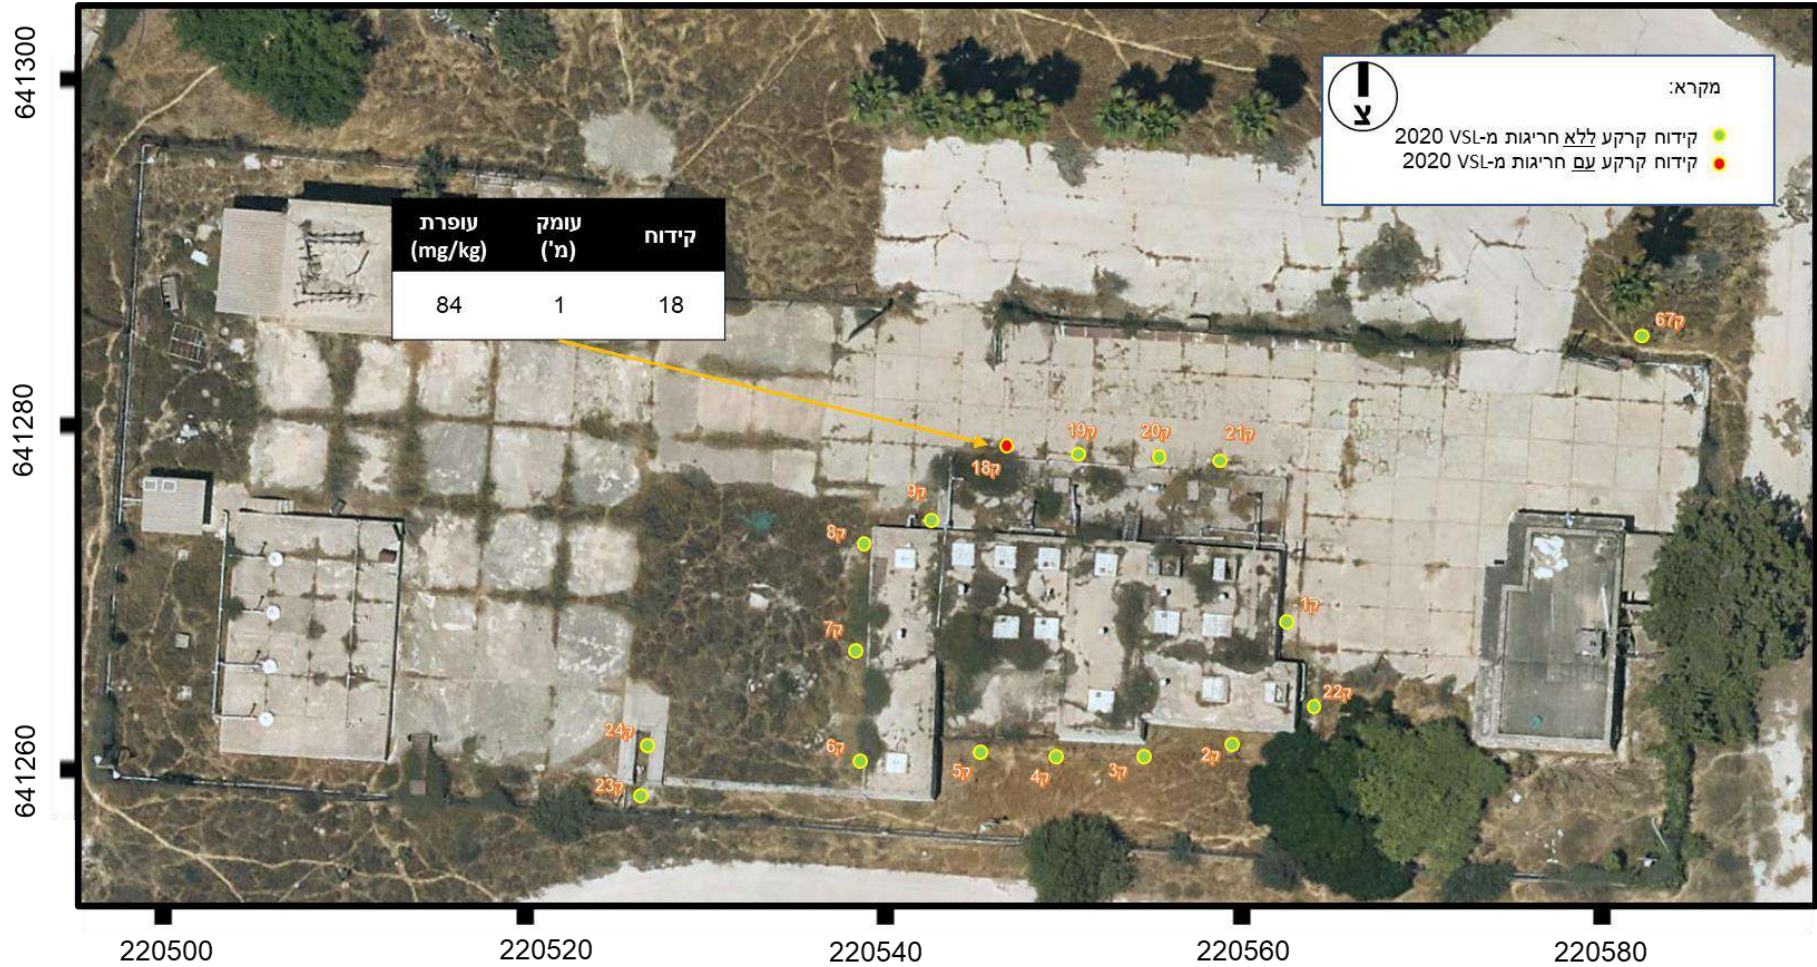 צ
מקרא:
קידוח קרקע ללא חריגות מ-VSL 2020
קידוח קרקע עם חריגות מ-VSL 2020
קידוח עומק (מ') עופרת (mg/kg)
18 1 84
ק67
ק18
ק19
ק20
ק21
ק9
ק8
ק7
ק6
ק5
ק4
ק3
ק2
ק1
ק22
ק24
ק23
641300
641280
641260
220500 220520 220540 220560 220580